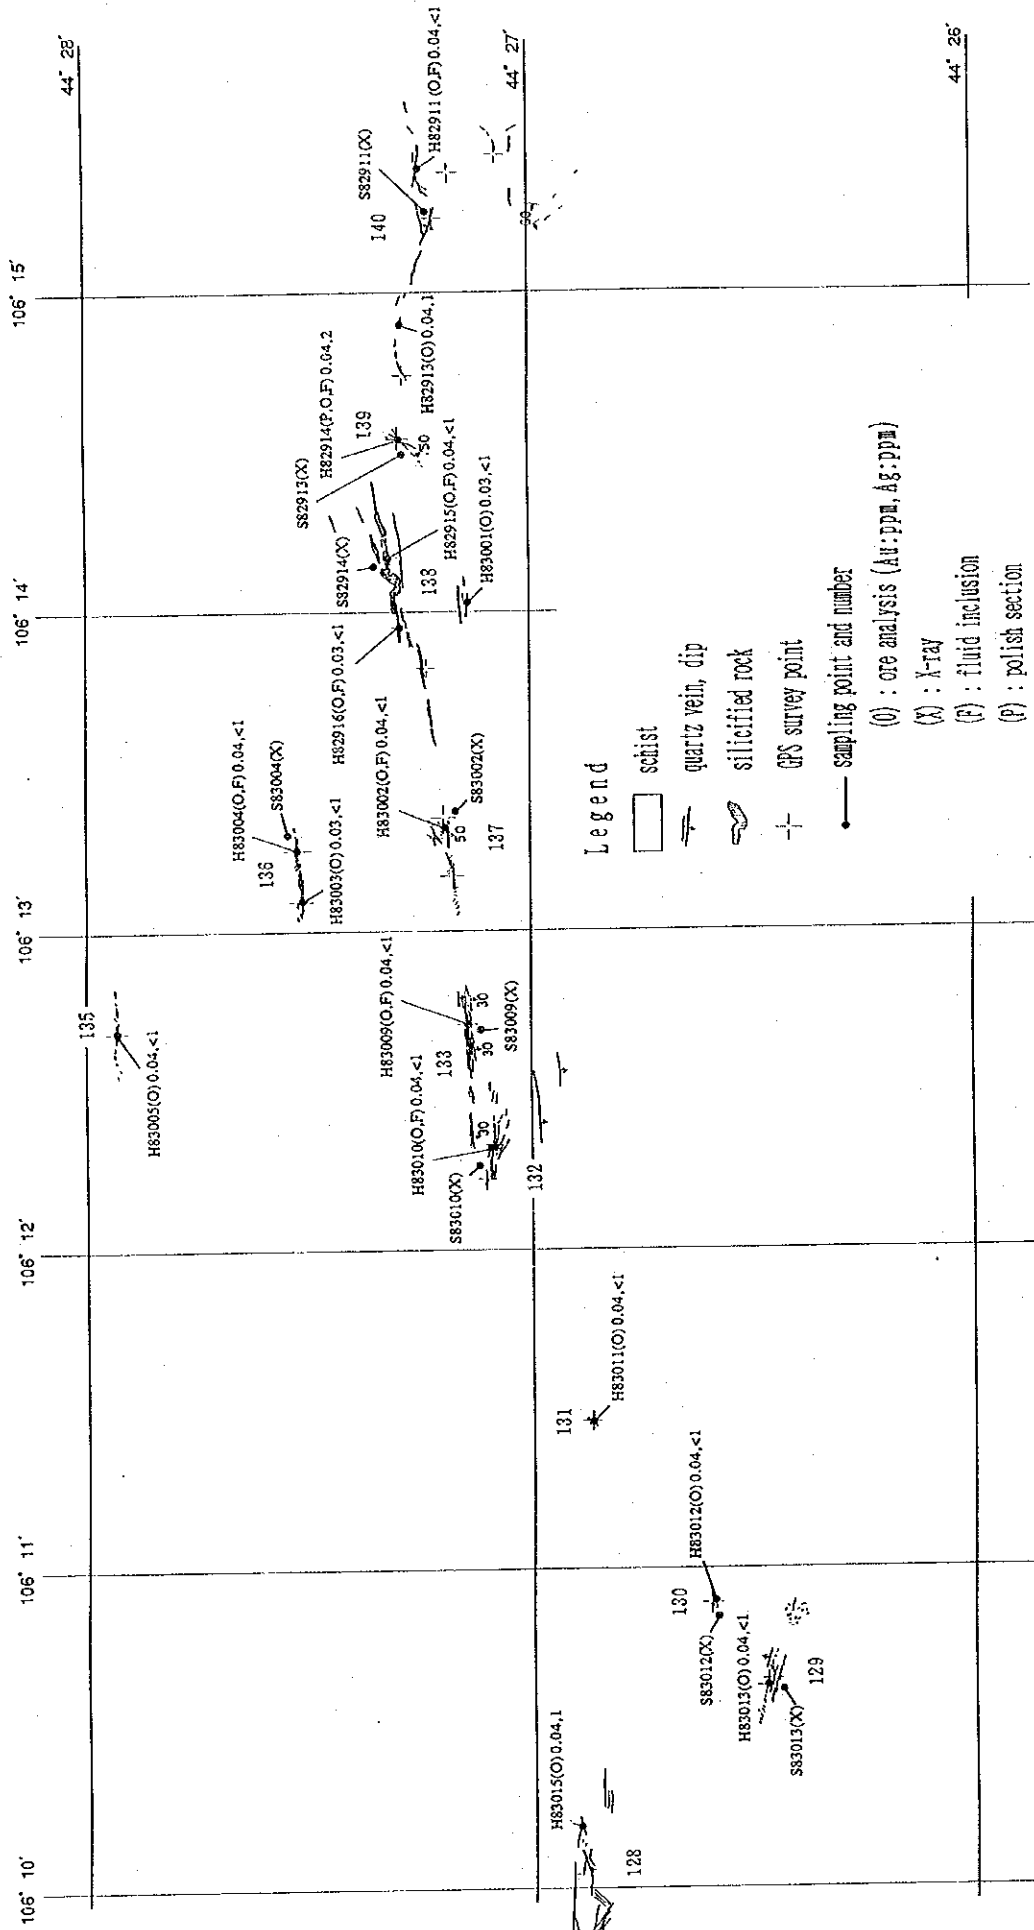 106° 10′
106° 11′
106° 12′
106° 13′
106° 14′
106° 15′
44° 28′
44° 27′
44° 26′
135
H83005(O)0.04,<1
136
H83004(O,F)0.04,<1
S83004(X)
H83003(O)0.03,<1
S82911(X)
H82911(O,F)0.04,<1
140
60
H82913(O)0.04,1
H82914(P,O,F)0.04,2
139
S82913(X)
50
S82914(X)
H82915(O,F)0.04,<1
138
H83001(O)0.03,<1
H82916(O,F)0.03,<1
H83002(O,F)0.04,<1
S83002(X)
50
137
H83009(O,F)0.04,<1
133
30
30
S83009(X)
H83010(O,F)0.04,<1
30
S83010(X)
132
131
H83011(O)0.04,<1
130
H83012(O)0.04,<1
S83012(X)
H83013(O)0.04,<1
129
S83013(X)
H83015(O)0.04,1
128
Legend
schist
quartz vein, dip
silicified rock
GPS survey point
sampling point and number
(O) : ore analysis (Au:ppm, Ag:ppm)
(X) : X-ray
(F) : fluid inclusion
(P) : polish section